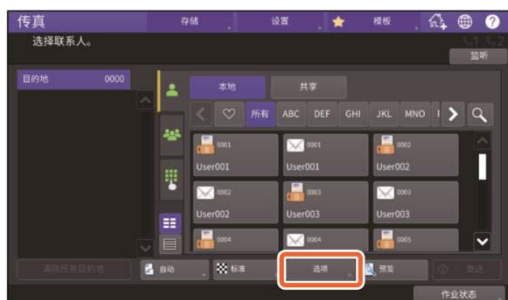 传真
存储
设置
模板
选择联系人。
监听
目的地 0000
本地
共享
所有 ABC DEF GHI JKL MNO
0001
User001
0001
User001
0002
User002
0002
User002
0003
User003
0003
User003
0004
0004
0005
清除所有目的地
自动
标准
选项
预览
发送
作业状态